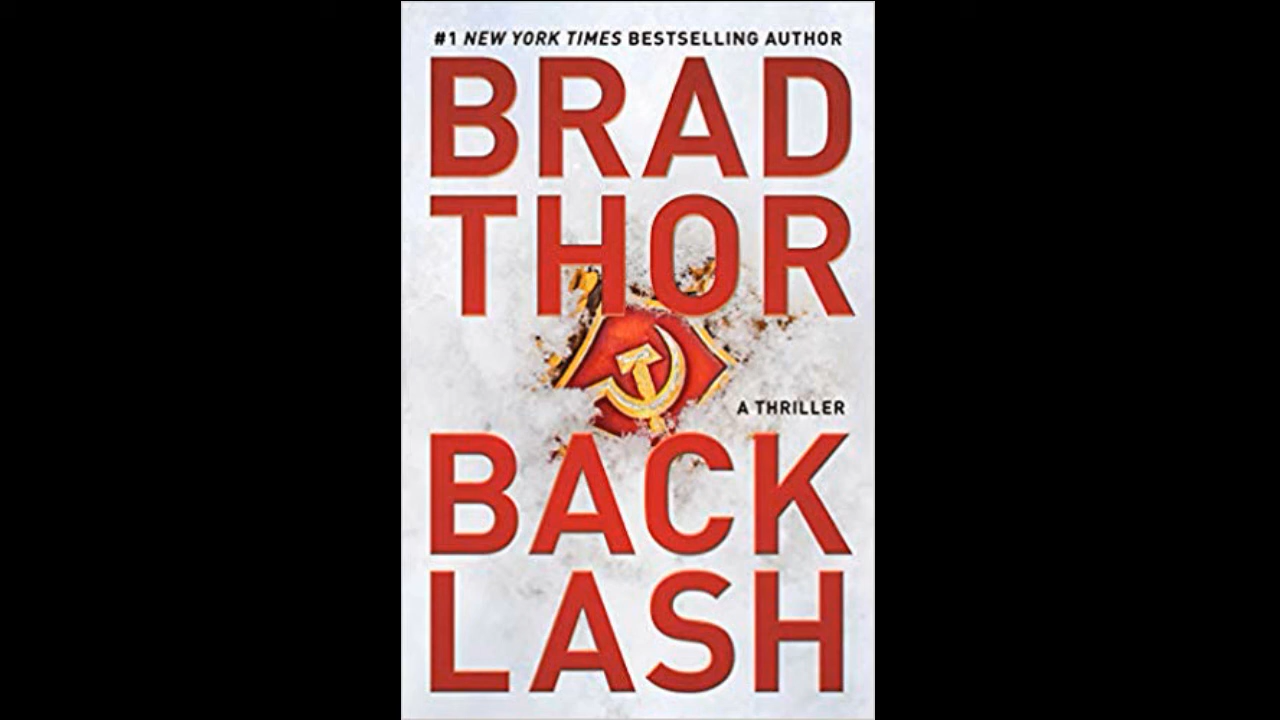 #1 NEW YORK TIMES BESTSELLING AUTHOR
BRAD
THOR
A THRILLER
BACK
LASH